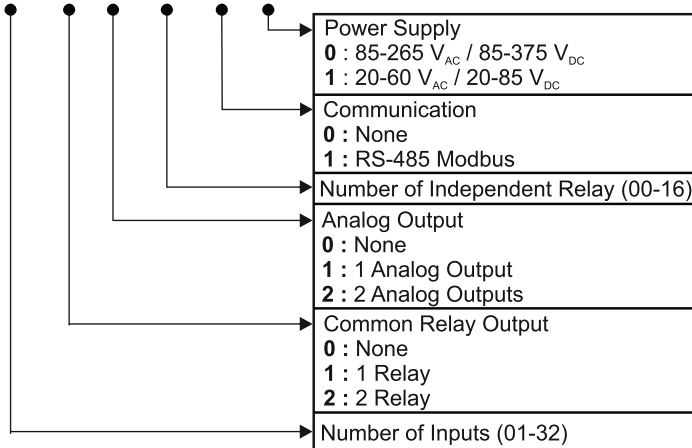 Power Supply
0 : 85-265 VAC / 85-375 VDC
1 : 20-60 VAC / 20-85 VDC
Communication
0 : None
1 : RS-485 Modbus
Number of Independent Relay (00-16)
Analog Output
0 : None
1 : 1 Analog Output
2 : 2 Analog Outputs
Common Relay Output
0 : None
1 : 1 Relay
2 : 2 Relay
Number of Inputs (01-32)